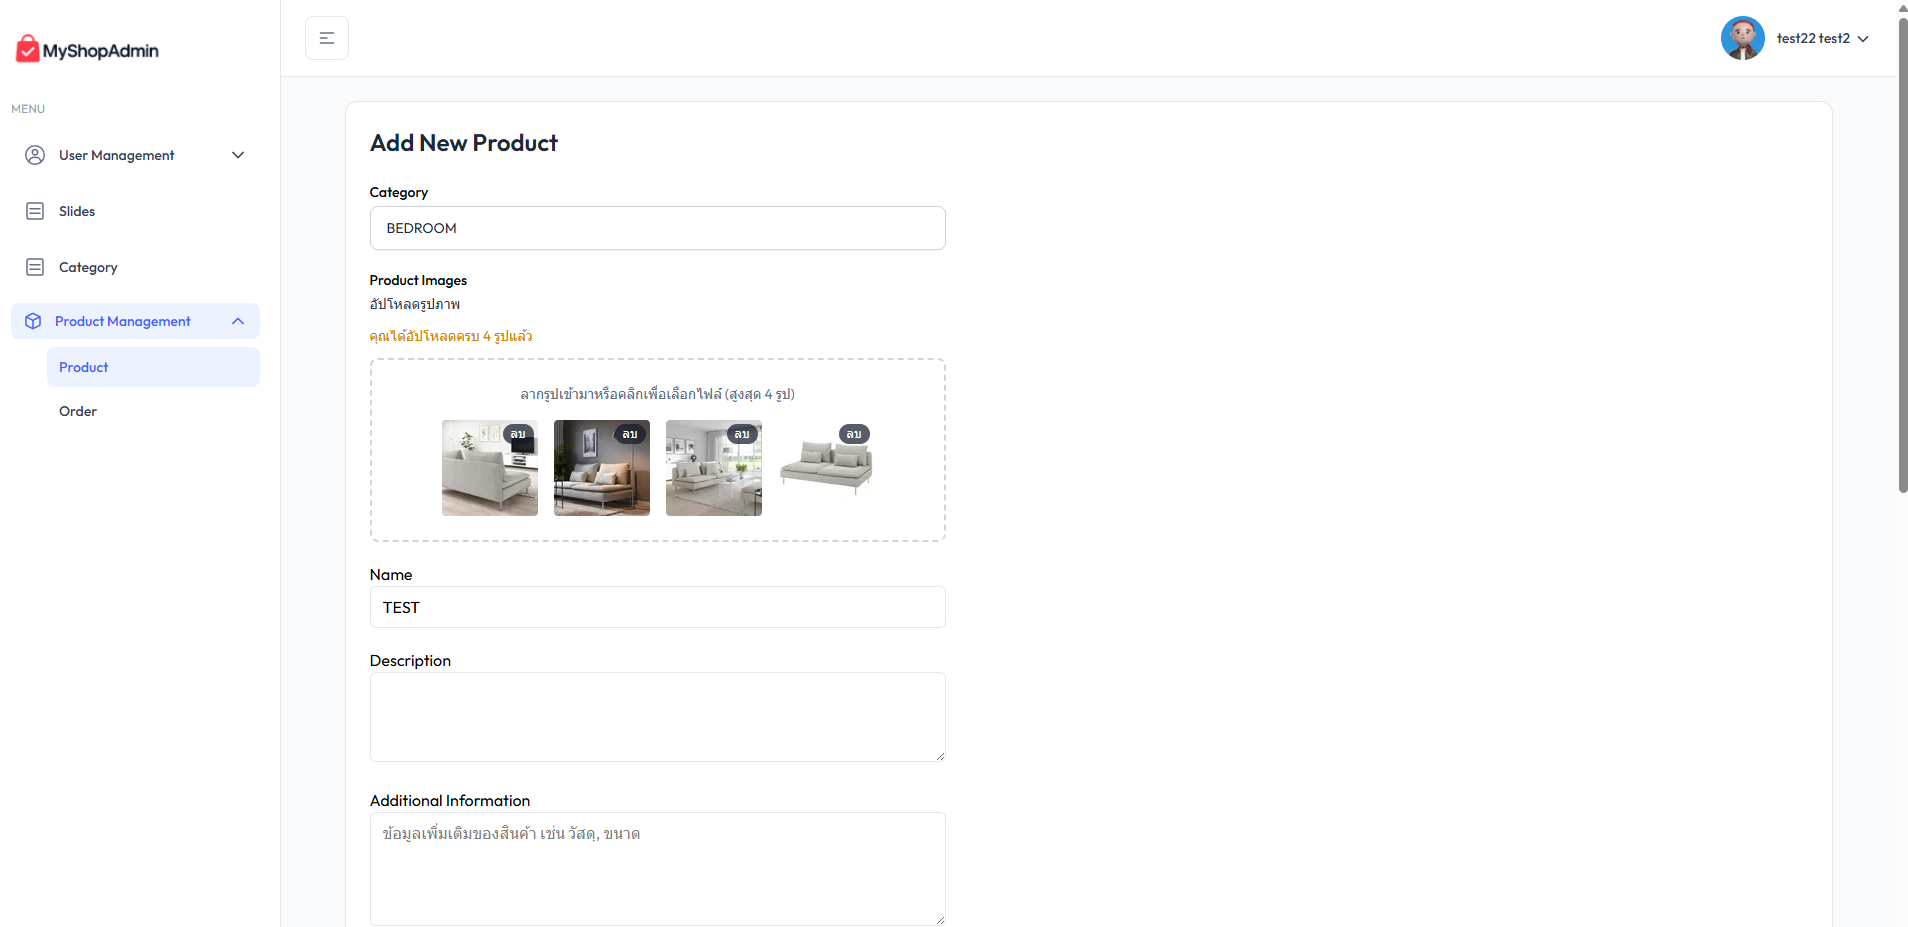 MyShopAdmin
test22 test2
MENU
User Management
Slides
Category
Product Management
Product
Order
Add New Product
Category
BEDROOM
Product Images
อัปโหลดรูปภาพ
คุณได้อัปโหลดครบ 4 รูปแล้ว
ลากรูปเข้ามาหรือคลิกเพื่อเลือกไฟล์ (สูงสุด 4 รูป)
ลบ ลบ ลบ ลบ
Name
TEST
Description
Additional Information
ข้อมูลเพิ่มเติมของสินค้า เช่น วัสดุ, ขนาด